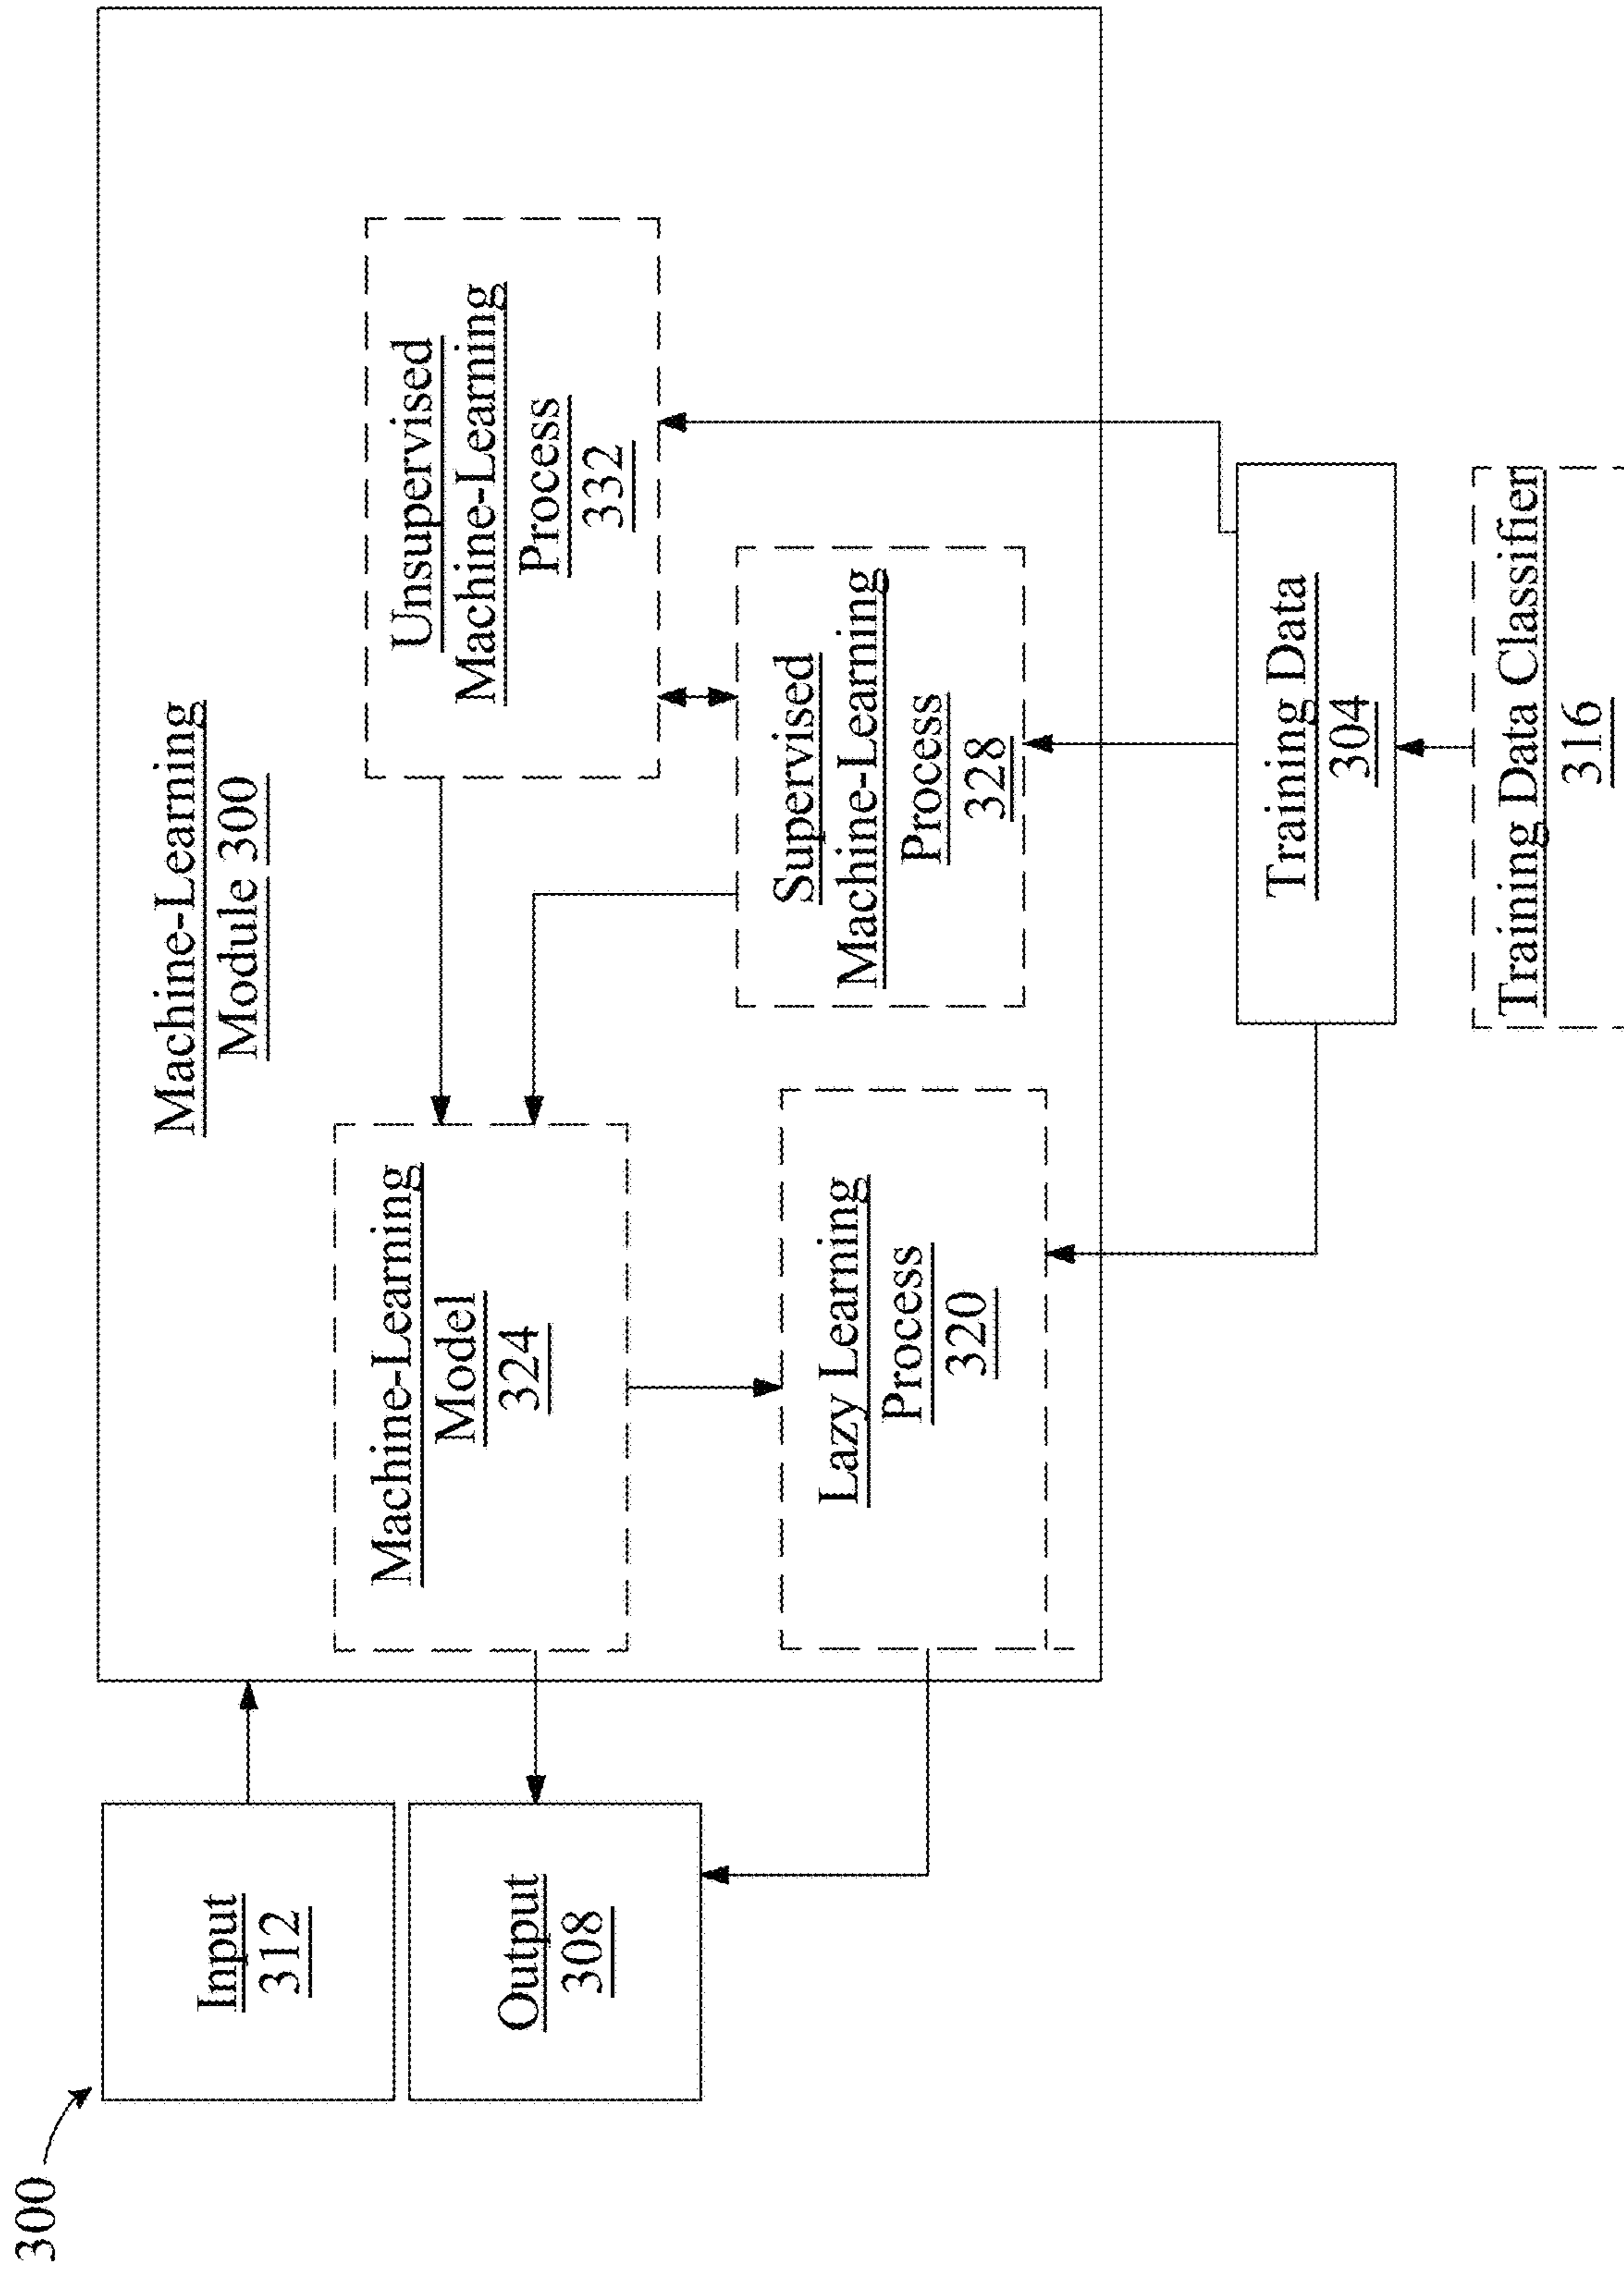 300
Input
312
Output
308
Machine-Learning
Module 300
Machine-Learning
Model
324
Unsupervised
Machine-Learning
Process
332
Lazy Learning
Process
320
Supervised
Machine-Learning
Process
328
Training Data
304
Training Data Classifier
316